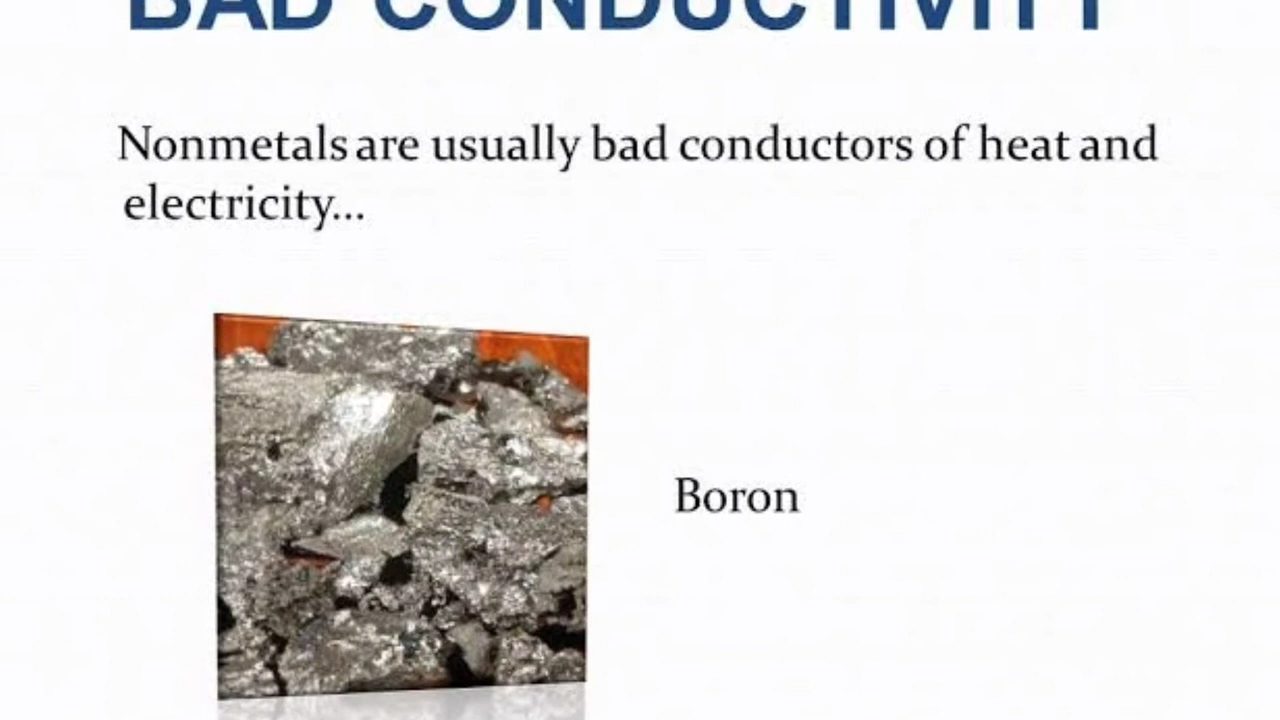 BAD CONDUCTIVITY
Nonmetals are usually bad conductors of heat and
electricity...
Boron